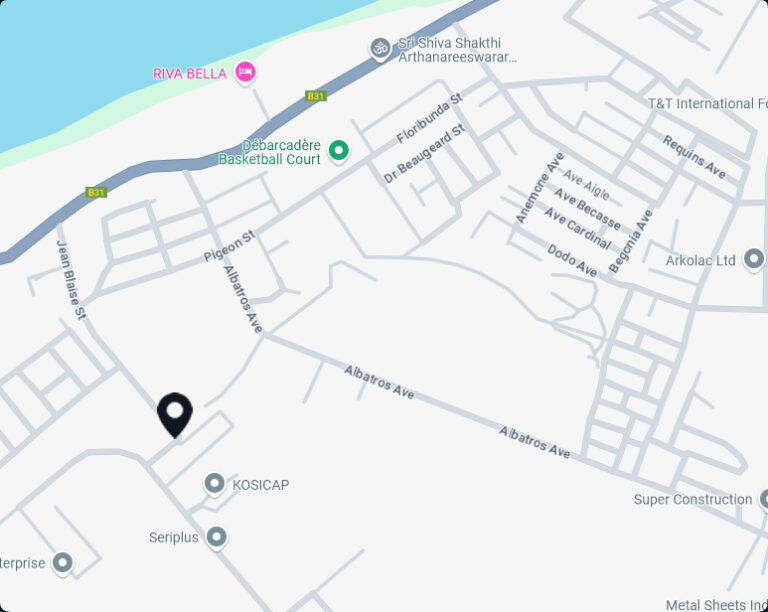 Sri Shiva Shakthi
Arthanareeswarar...
RIVA BELLA
B31
T&T International Fo
Floribunda St
Débarcadère
Basketball Court
Dr Beaugeard St
Requins Ave
B31
Anemone Ave
Ave Aigle
Ave Becasse
Ave Cardinal
Begonia Ave
Pigeon St
Dodo Ave
Arkolac Ltd
Jean Blaise St
Albatros Ave
Albatros Ave
Albatros Ave
KOSICAP
Super Construction
Seriplus
terprise
Metal Sheets Ind